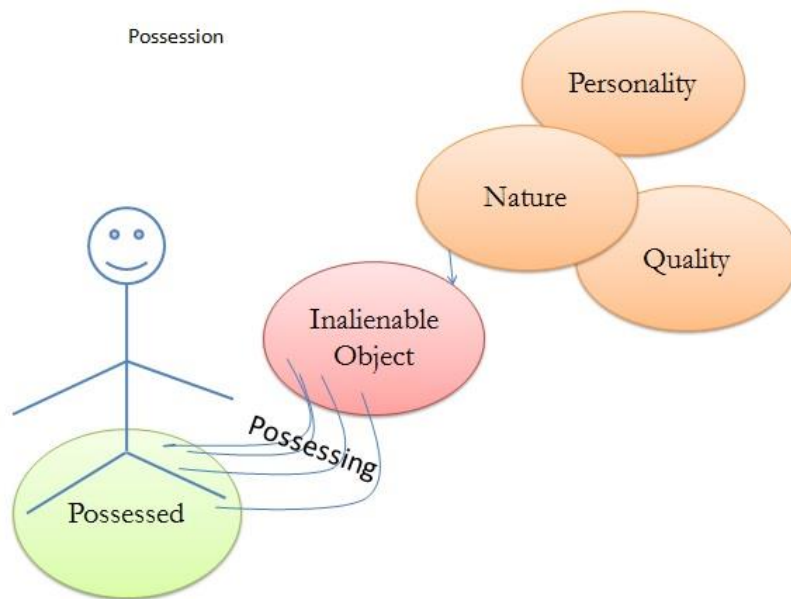 Possession
Personality
Nature
Quality
Inalienable
Object
Possessing
Possessed